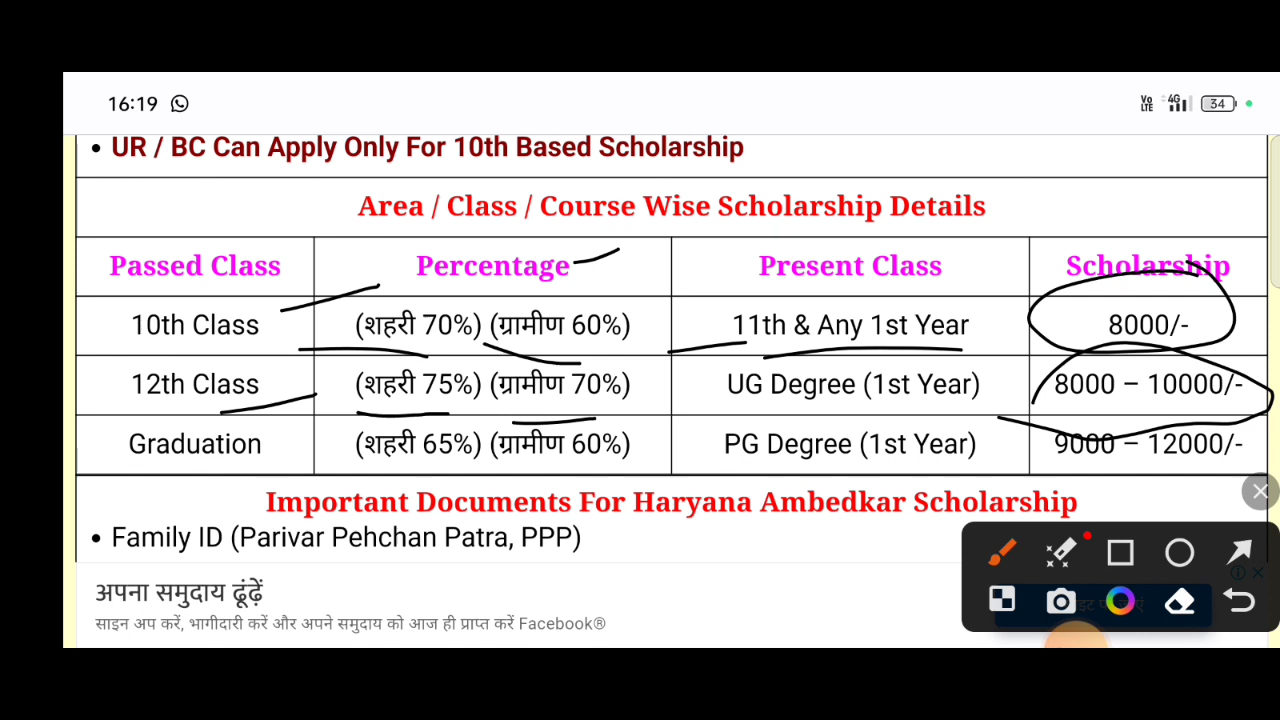 16:19 Vo LTE 4G 34
• UR / BC Can Apply Only For 10th Based Scholarship
Area / Class / Course Wise Scholarship Details
Passed Class Percentage Present Class Scholarship
10th Class (शहरी 70%) (ग्रामीण 60%) 11th & Any 1st Year 8000/-
12th Class (शहरी 75%) (ग्रामीण 70%) UG Degree (1st Year) 8000 – 10000/-
Graduation (शहरी 65%) (ग्रामीण 60%) PG Degree (1st Year) 9000 – 12000/-
Important Documents For Haryana Ambedkar Scholarship
• Family ID (Parivar Pehchan Patra, PPP)
अपना समुदाय ढूंढ़ें
साइन अप करें, भागीदारी करें और अपने समुदाय को आज ही प्राप्त करें Facebook®